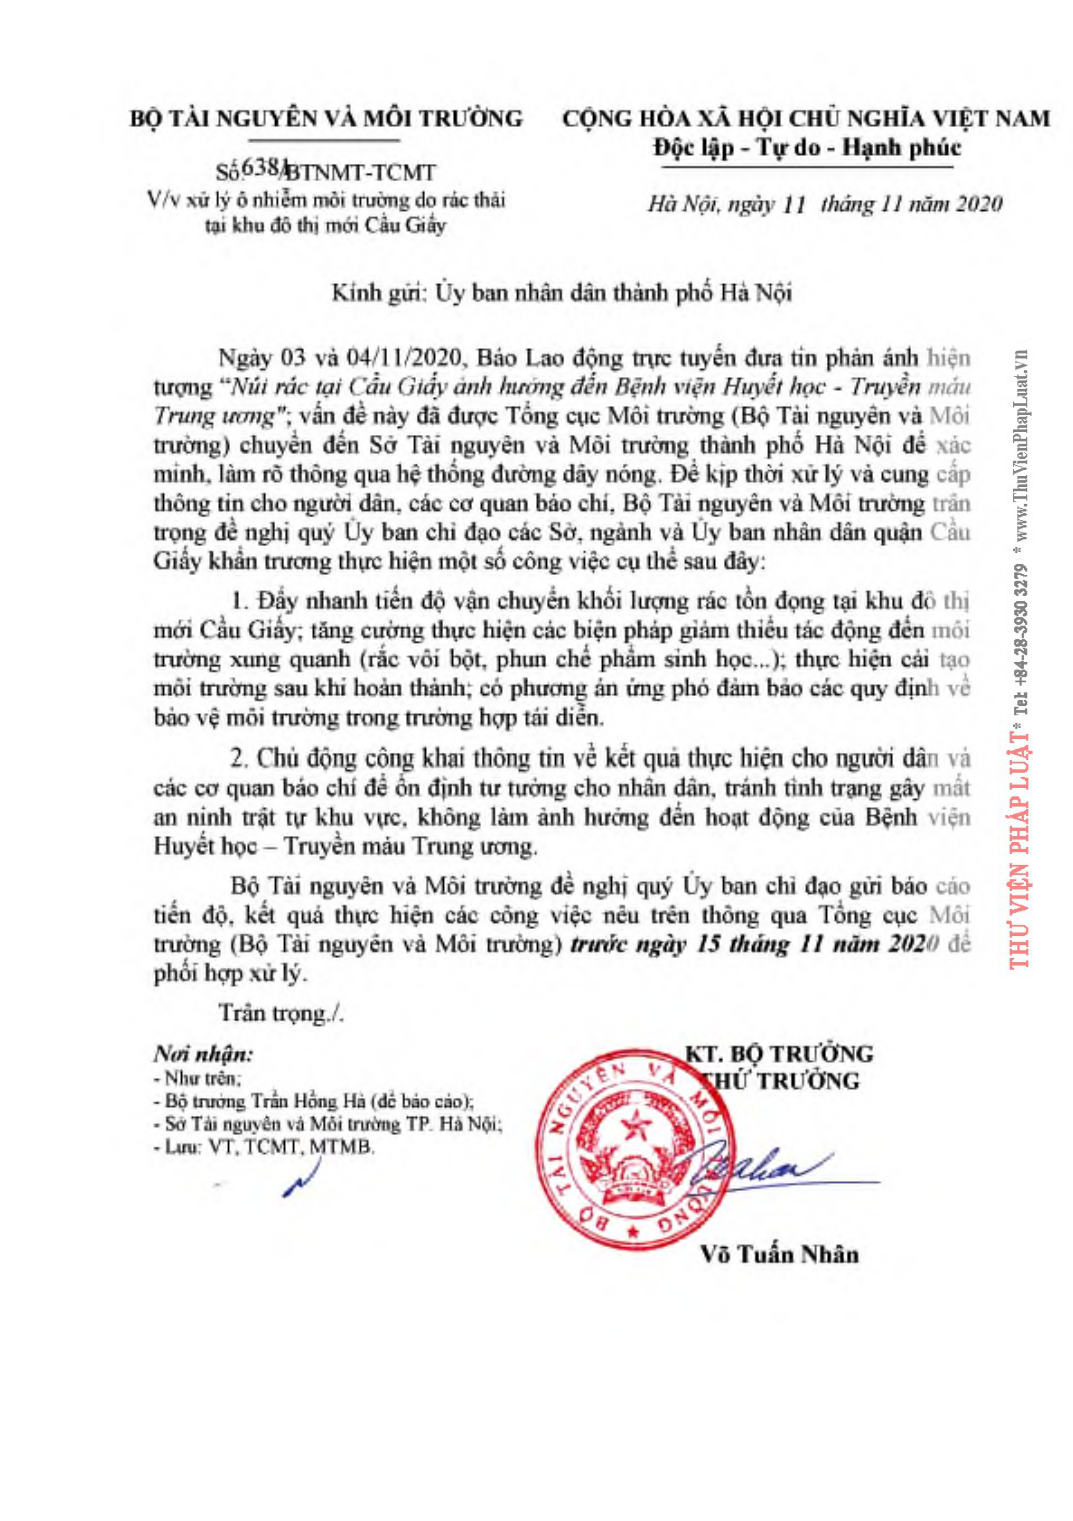 BỘ TÀI NGUYÊN VÀ MÔI TRƯỜNG
Số:6381/BTNMT-TCMT
V/v xử lý ô nhiễm môi trường do rác thải
tại khu đô thị mới Cầu Giấy
CỘNG HÒA XÃ HỘI CHỦ NGHĨA VIỆT NAM
Độc lập - Tự do - Hạnh phúc
Hà Nội, ngày 11 tháng 11 năm 2020
Kính gửi: Ủy ban nhân dân thành phố Hà Nội
Ngày 03 và 04/11/2020, Báo Lao động trực tuyến đưa tin phản ánh hiện
tượng “Núi rác tại Cầu Giấy ảnh hưởng đến Bệnh viện Huyết học - Truyền máu
Trung ương"; vấn đề này đã được Tổng cục Môi trường (Bộ Tài nguyên và Môi
trường) chuyển đến Sở Tài nguyên và Môi trường thành phố Hà Nội để xác
minh, làm rõ thông qua hệ thống đường dây nóng. Để kịp thời xử lý và cung cấp
thông tin cho người dân, các cơ quan báo chí, Bộ Tài nguyên và Môi trường trân
trọng đề nghị quý Ủy ban chỉ đạo các Sở, ngành và Ủy ban nhân dân quận Cầu
Giấy khẩn trương thực hiện một số công việc cụ thể sau đây:
1. Đẩy nhanh tiến độ vận chuyển khối lượng rác tồn đọng tại khu đô thị
mới Cầu Giấy; tăng cường thực hiện các biện pháp giảm thiểu tác động đến môi
trường xung quanh (rắc vôi bột, phun chế phẩm sinh học...); thực hiện cải tạo
môi trường sau khi hoàn thành; có phương án ứng phó đảm bảo các quy định về
bảo vệ môi trường trong trường hợp tái diễn.
2. Chủ động công khai thông tin về kết quả thực hiện cho người dân và
các cơ quan báo chí để ổn định tư tưởng cho nhân dân, tránh tình trạng gây mất
an ninh trật tự khu vực, không làm ảnh hưởng đến hoạt động của Bệnh viện
Huyết học – Truyền máu Trung ương.
Bộ Tài nguyên và Môi trường đề nghị quý Ủy ban chỉ đạo gửi báo cáo
tiến độ, kết quả thực hiện các công việc nêu trên thông qua Tổng cục Môi
trường (Bộ Tài nguyên và Môi trường) trước ngày 15 tháng 11 năm 2020 để
phối hợp xử lý.
Trân trọng./.
Nơi nhận:
- Như trên;
- Bộ trưởng Trần Hồng Hà (để báo cáo);
- Sở Tài nguyên và Môi trường TP. Hà Nội;
- Lưu: VT, TCMT, MTMB.
KT. BỘ TRƯỞNG
THỨ TRƯỞNG
BỘ TÀI NGUYÊN VÀ MÔI TRƯỜNG
Võ Tuấn Nhân
THƯ VIỆN PHÁP LUẬT * Tel: +84-28-3930 3279 * www.ThuVienPhapLuat.vn